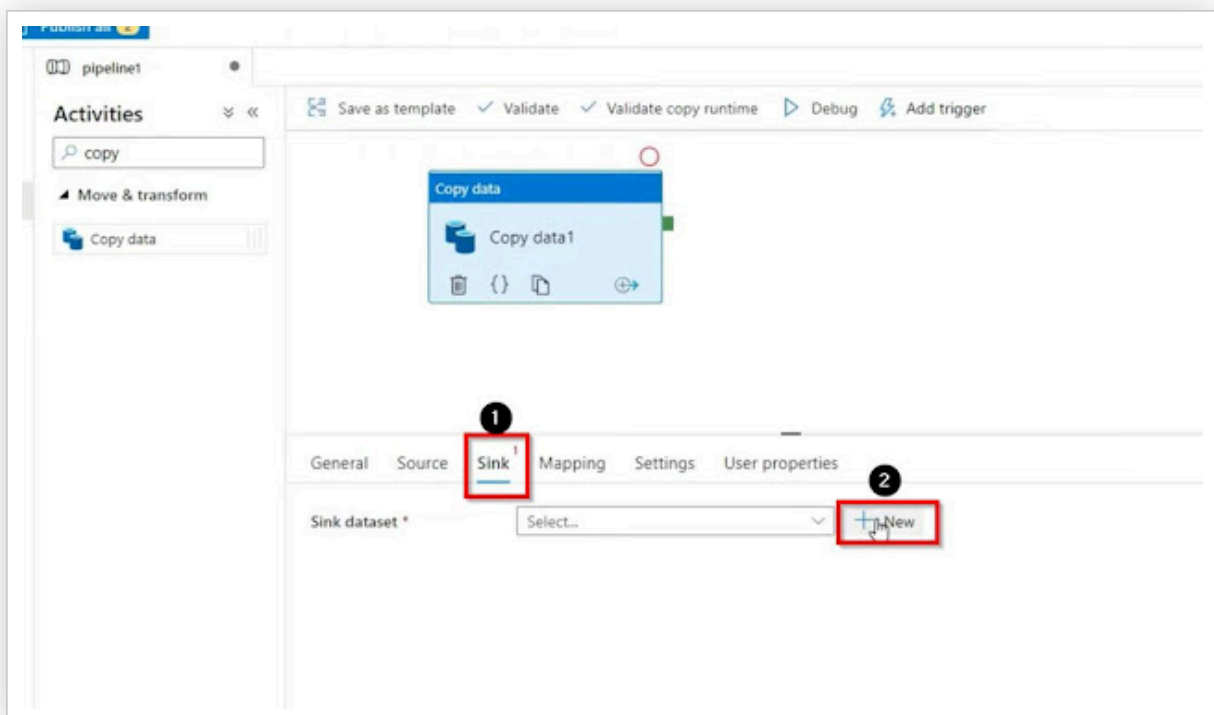 Publish all 2
pipeline1
Activities
Save as template Validate Validate copy runtime Debug Add trigger
copy
Move & transform
Copy data
Copy data
Copy data1
{}
1
General Source Sink 1 Mapping Settings User properties
2
Sink dataset * Select... New